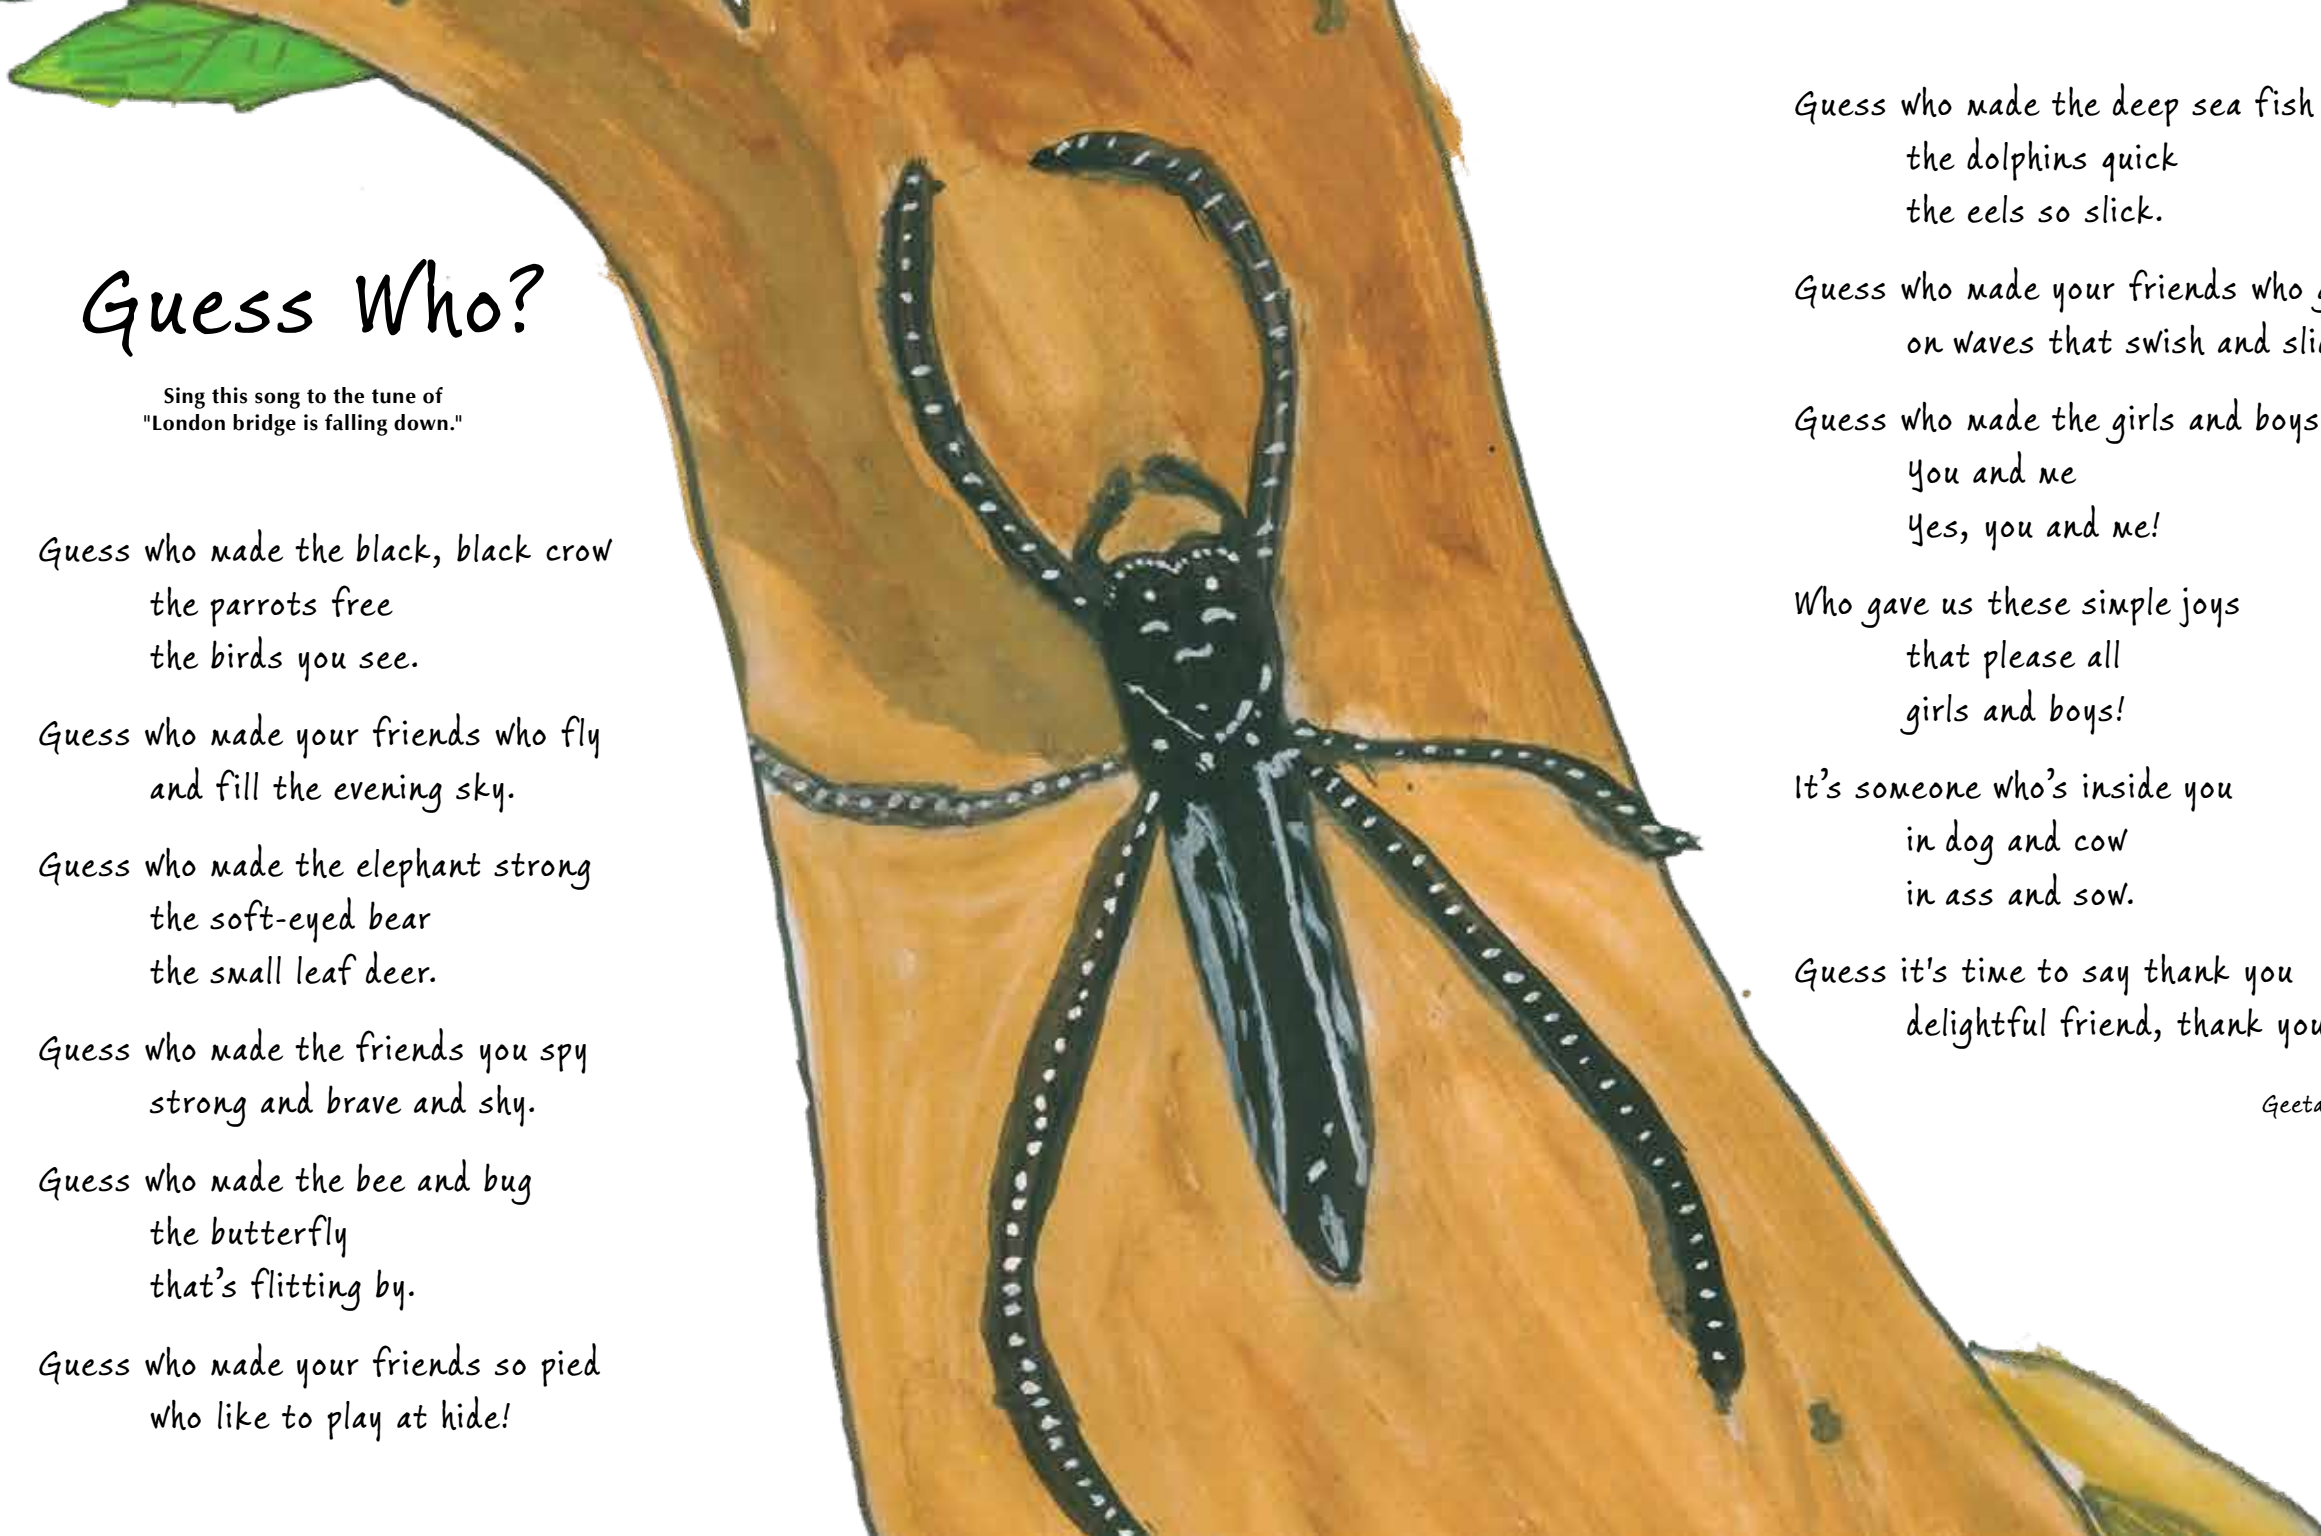 Guess Who?
Sing this song to the tune of
"London bridge is falling down."
Guess who made the black, black crow
the parrots free
the birds you see.
Guess who made your friends who fly
and fill the evening sky.
Guess who made the elephant strong
the soft-eyed bear
the small leaf deer.
Guess who made the friends you spy
strong and brave and shy.
Guess who made the bee and bug
the butterfly
that's flitting by.
Guess who made your friends so pied
who like to play at hide!
Guess who made the deep sea fish
the dolphins quick
the eels so slick.
Guess who made your friends who
on waves that swish and
Guess who made the girls and boys
you and me
Yes, you and me!
Who gave us these simple joys
that please all
girls and boys!
It's someone who's inside you
in dog and cow
in ass and sow.
Guess it's time to say thank you
delightful friend, thank you
Geeta